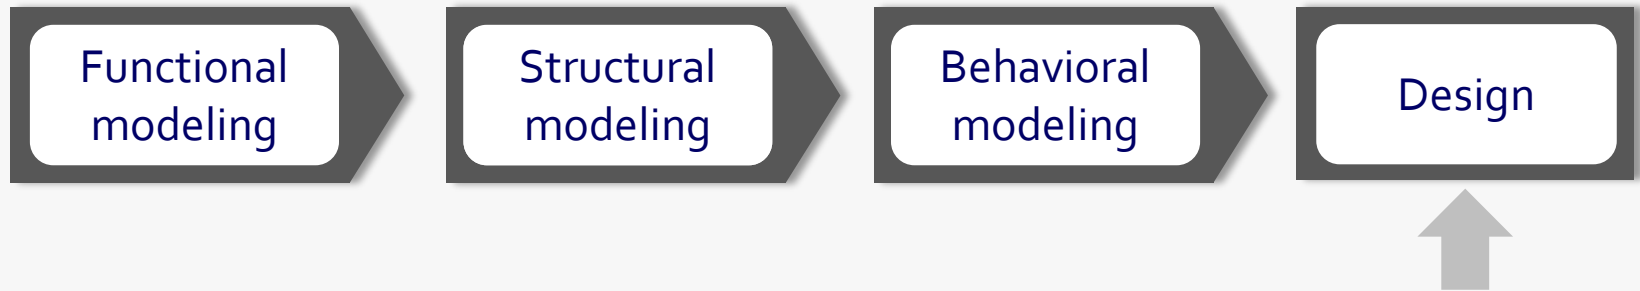 Functional
modeling
Structural
modeling
Behavioral
modeling
Design